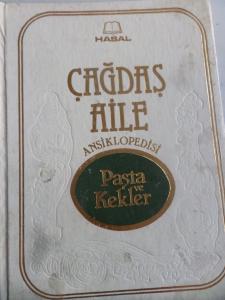 HASAL
ÇAĞDAŞ
AİLE
ANSİKLOPEDİSİ
Pasta
ve
Kekler